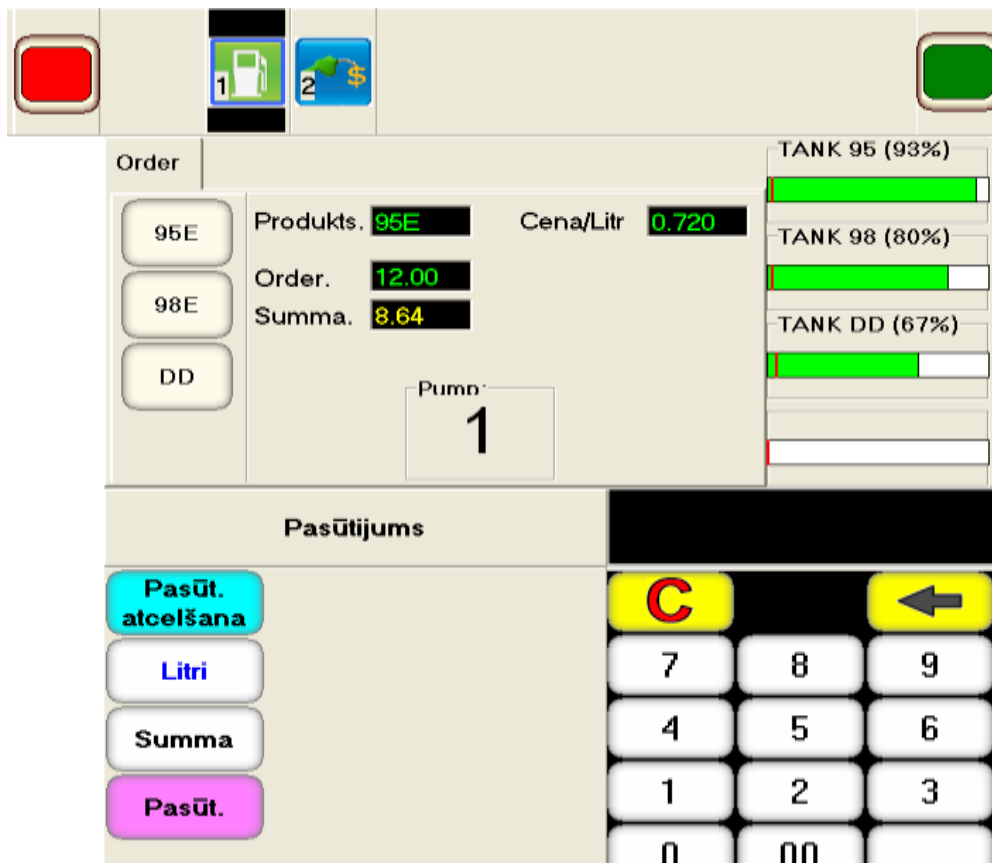 1
2 $
Order
95E
98E
DD
Produkts. 95E
Cena/Litr 0.720
Order. 12.00
Summa. 8.64
Pump:
1
TANK 95 (93%)
TANK 98 (80%)
TANK DD (67%)
Pasūtijums
Pasūt.
atcelšana
Litri
Summa
Pasūt.
C
7 8 9
4 5 6
1 2 3
0 00